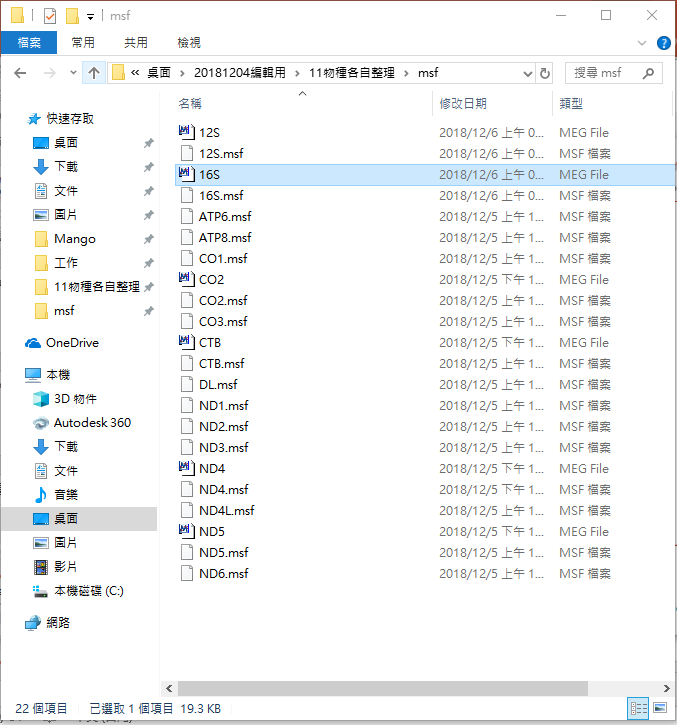 msf
檔案 常用 共用 檢視
« 桌面 › 20181204編輯用 › 11物種各自整理 › msf
搜尋 msf
名稱 修改日期 類型
快速存取
桌面
下載
文件
圖片
Mango
工作
11物種各自整理
msf
OneDrive
本機
3D 物件
Autodesk 360
下載
文件
音樂
桌面
圖片
影片
本機磁碟 (C:)
網路
12S 2018/12/6 上午 0... MEG File
12S.msf 2018/12/6 上午 0... MSF 檔案
16S 2018/12/6 上午 0... MEG File
16S.msf 2018/12/6 上午 0... MSF 檔案
ATP6.msf 2018/12/5 上午 1... MSF 檔案
ATP8.msf 2018/12/5 上午 1... MSF 檔案
CO1.msf 2018/12/5 上午 1... MSF 檔案
CO2 2018/12/5 下午 1... MEG File
CO2.msf 2018/12/5 上午 1... MSF 檔案
CO3.msf 2018/12/5 上午 1... MSF 檔案
CTB 2018/12/5 下午 1... MEG File
CTB.msf 2018/12/5 上午 1... MSF 檔案
DL.msf 2018/12/5 上午 1... MSF 檔案
ND1.msf 2018/12/5 上午 1... MSF 檔案
ND2.msf 2018/12/5 上午 1... MSF 檔案
ND3.msf 2018/12/5 上午 1... MSF 檔案
ND4 2018/12/5 下午 1... MEG File
ND4.msf 2018/12/5 上午 1... MSF 檔案
ND4L.msf 2018/12/5 上午 1... MSF 檔案
ND5 2018/12/5 下午 1... MEG File
ND5.msf 2018/12/5 上午 1... MSF 檔案
ND6.msf 2018/12/5 上午 1... MSF 檔案
22 個項目 已選取 1 個項目 19.3 KB